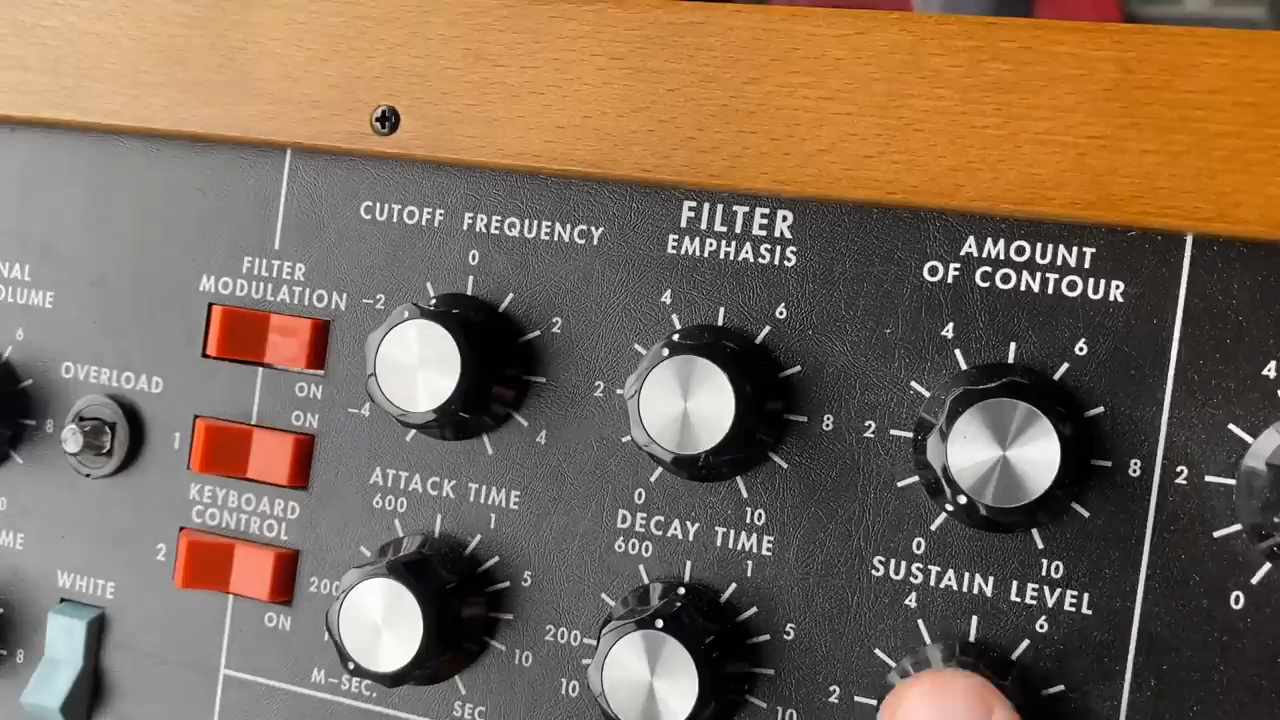 CUTOFF FREQUENCY
FILTER
EMPHASIS
AMOUNT
OF CONTOUR
FILTER
MODULATION
ON
ON
1
KEYBOARD
CONTROL
2
ON
OVERLOAD
WHITE
6
8
8
-4
-2
0
2
4
0
2
4
6
8
10
0
2
4
6
8
10
ATTACK TIME
M-SEC.
200
600
1
5
10
SEC
DECAY TIME
10
200
600
1
5
10
SUSTAIN LEVEL
2
4
6
0
2
4